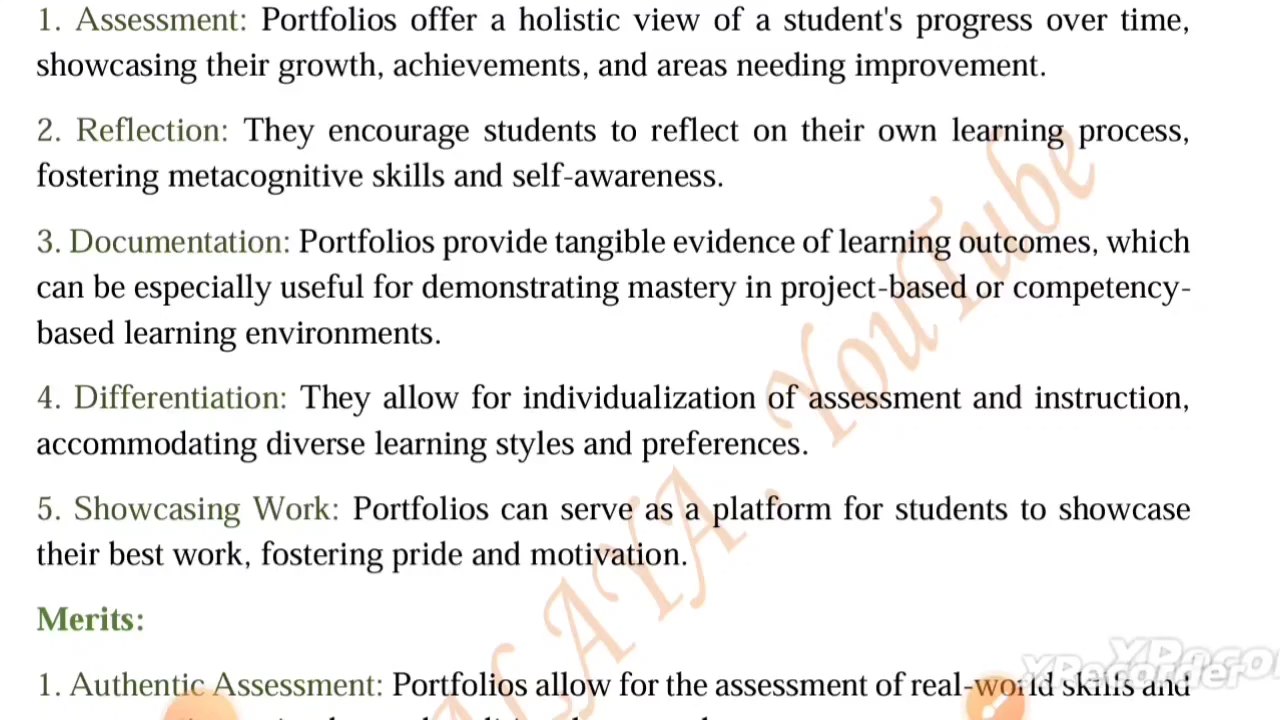 1. Assessment: Portfolios offer a holistic view of a student's progress over time,
showcasing their growth, achievements, and areas needing improvement.
2. Reflection: They encourage students to reflect on their own learning process,
fostering metacognitive skills and self-awareness.
3. Documentation: Portfolios provide tangible evidence of learning outcomes, which
can be especially useful for demonstrating mastery in project-based or competency-
based learning environments.
4. Differentiation: They allow for individualization of assessment and instruction,
accommodating diverse learning styles and preferences.
5. Showcasing Work: Portfolios can serve as a platform for students to showcase
their best work, fostering pride and motivation.
Merits:
1. Authentic Assessment: Portfolios allow for the assessment of real-world skills and
YouTube
XRecorder